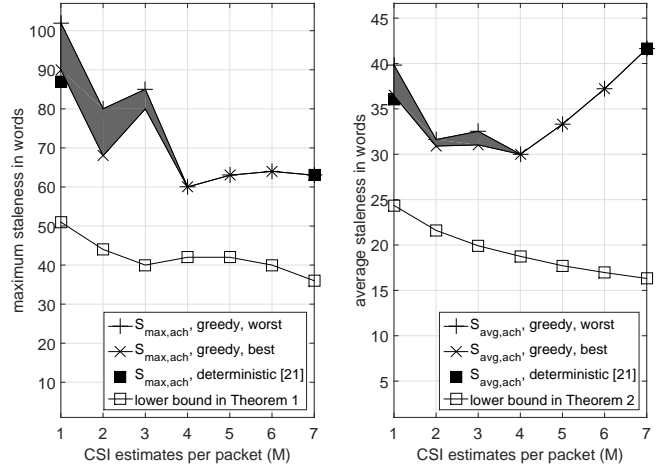 100
90
80
70
60
50
40
30
20
10
maximum staleness in words
S_max,ach, greedy, worst
S_max,ach, greedy, best
S_max,ach, deterministic [21]
lower bound in Theorem 1
1 2 3 4 5 6 7
CSI estimates per packet (M)
45
40
35
30
25
20
15
10
5
average staleness in words
S_avg,ach, greedy, worst
S_avg,ach, greedy, best
S_avg,ach, deterministic [21]
lower bound in Theorem 2
1 2 3 4 5 6 7
CSI estimates per packet (M)